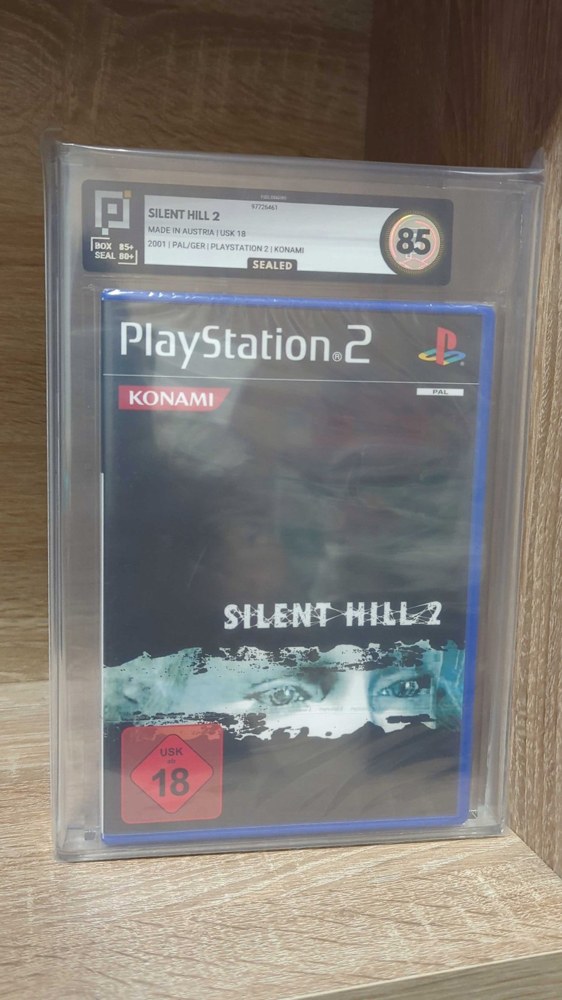 97726461
SILENT HILL 2
MADE IN AUSTRIA | USK 18
2001 | PAL/GER | PLAYSTATION 2 | KONAMI
BOX 85+
SEAL 80+
SEALED
85
PlayStation®2
KONAMI
PAL
SILENT HILL 2
USK
ab
18